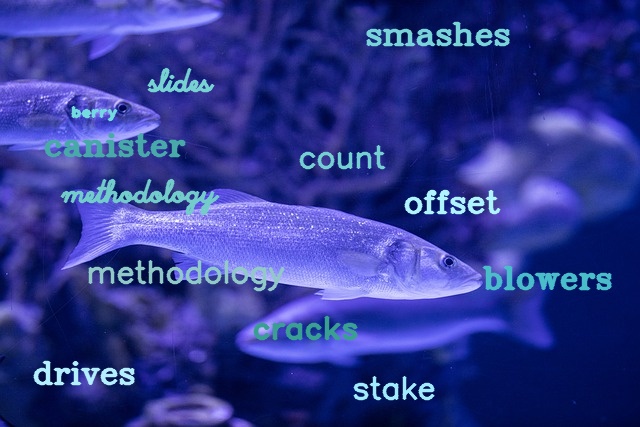 smashes
slides
berry
canister
count
methodology
offset
methodology
blowers
cracks
drives
stake